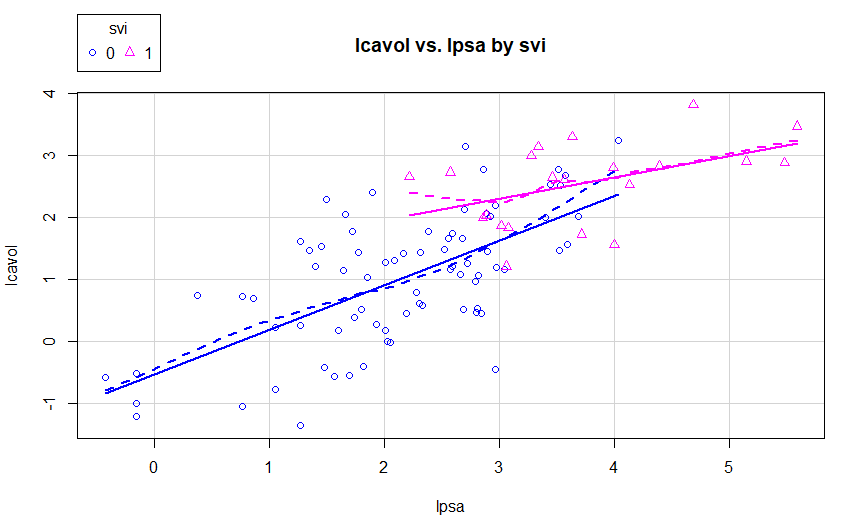 svi
0 1
lcavol vs. lpsa by svi
lcavol
4
3
2
1
0
-1
0 1 2 3 4 5
lpsa